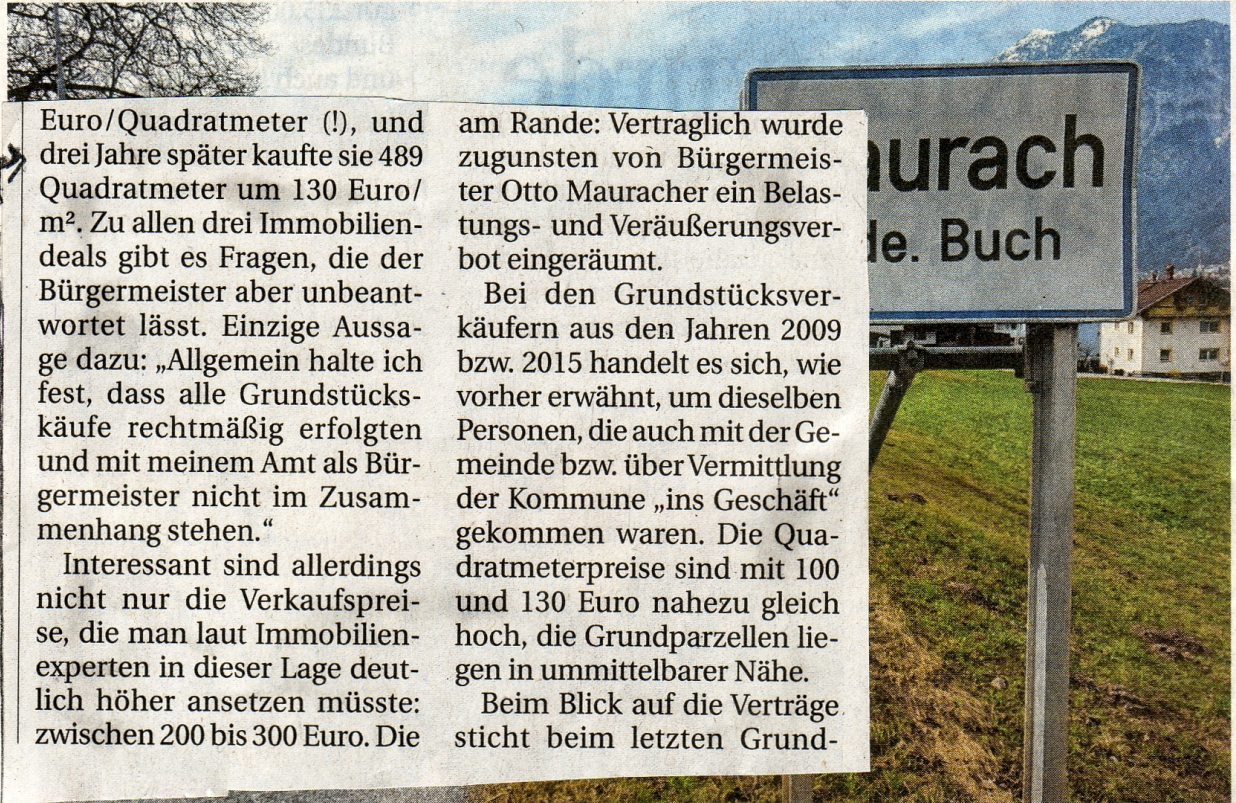 Euro/Quadratmeter (!), und
drei Jahre später kaufte sie 489
Quadratmeter um 130 Euro/
m². Zu allen drei Immobilien-
deals gibt es Fragen, die der
Bürgermeister aber unbeant-
wortet lässt. Einzige Aussa-
ge dazu: „Allgemein halte ich
fest, dass alle Grundstücks-
käufe rechtmäßig erfolgten
und mit meinem Amt als Bür-
germeister nicht im Zusam-
menhang stehen.“
Interessant sind allerdings
nicht nur die Verkaufsprei-
se, die man laut Immobilien-
experten in dieser Lage deut-
lich höher ansetzen müsste:
zwischen 200 bis 300 Euro. Die
am Rande: Vertraglich wurde
zugunsten von Bürgermeis-
ter Otto Mauracher ein Belas-
tungs- und Veräußerungsver-
bot eingeräumt.
Bei den Grundstücksver-
käufern aus den Jahren 2009
bzw. 2015 handelt es sich, wie
vorher erwähnt, um dieselben
Personen, die auch mit der Ge-
meinde bzw. über Vermittlung
der Kommune „ins Geschäft“
gekommen waren. Die Qua-
dratmeterpreise sind mit 100
und 130 Euro nahezu gleich
hoch, die Grundparzellen lie-
gen in ummittelbarer Nähe.
Beim Blick auf die Verträge
sticht beim letzten Grund-
aurach
de. Buch